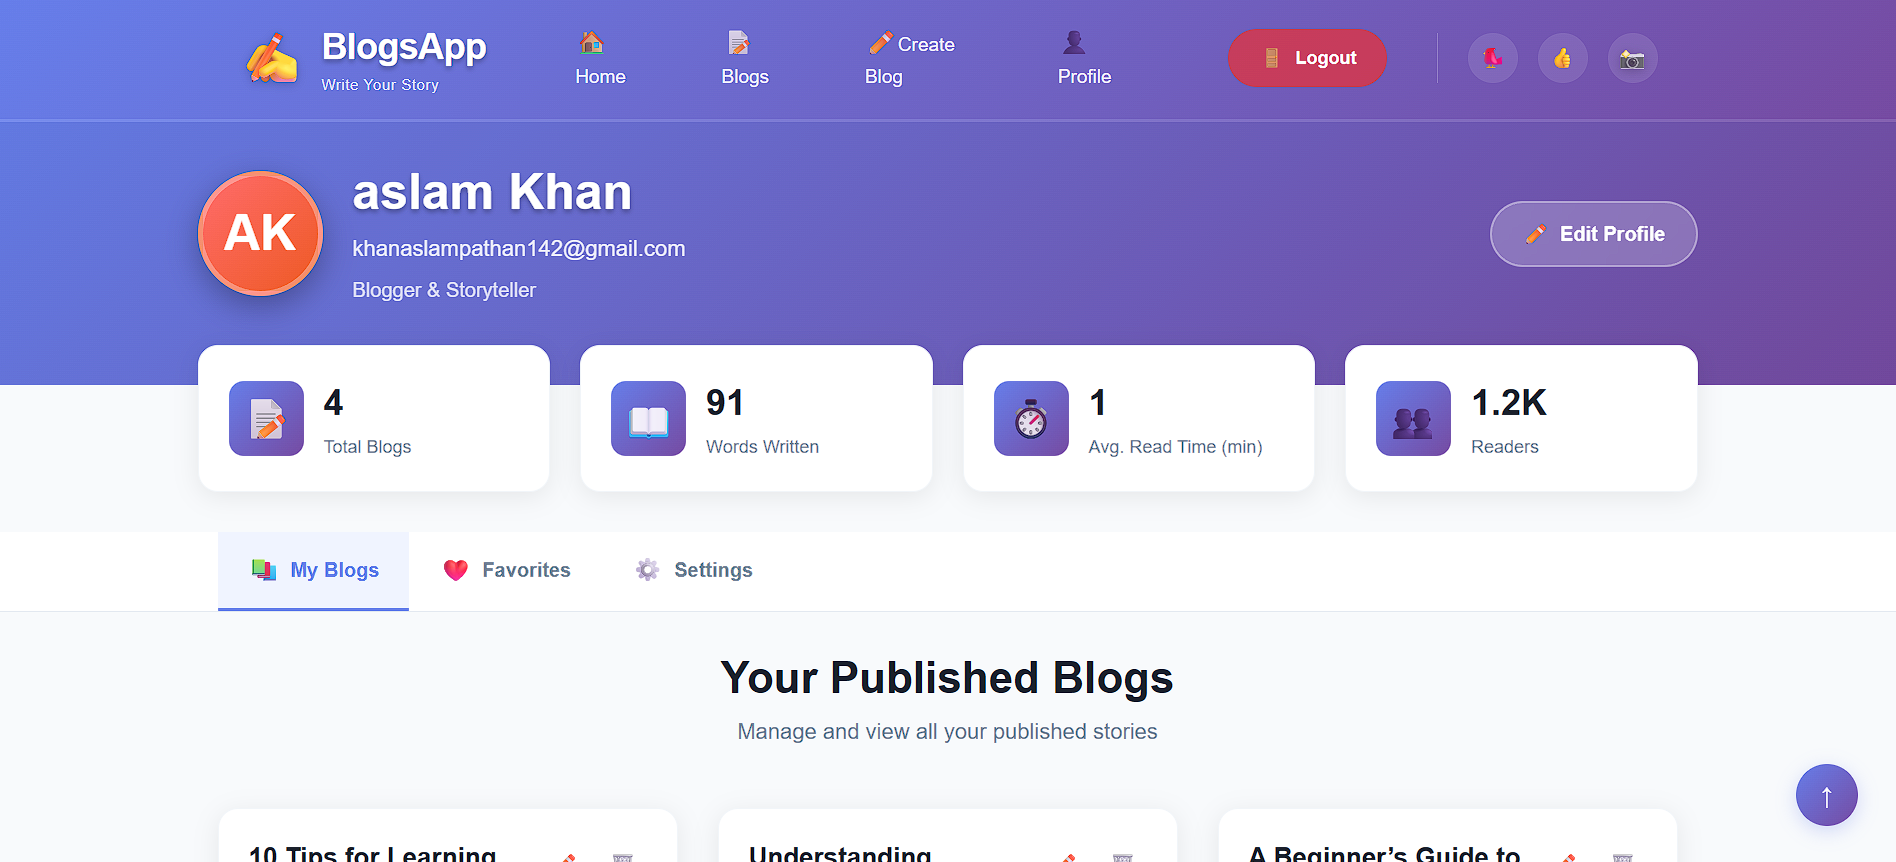 BlogsApp
Write Your Story
Home
Blogs
Create
Blog
Profile
Logout
AK
aslam Khan
khanaslampathan142@gmail.com
Blogger & Storyteller
Edit Profile
4
Total Blogs
91
Words Written
1
Avg. Read Time (min)
1.2K
Readers
My Blogs
Favorites
Settings
Your Published Blogs
Manage and view all your published stories
↑
10 Tips for Learning
Understanding
A Beginner’s Guide to